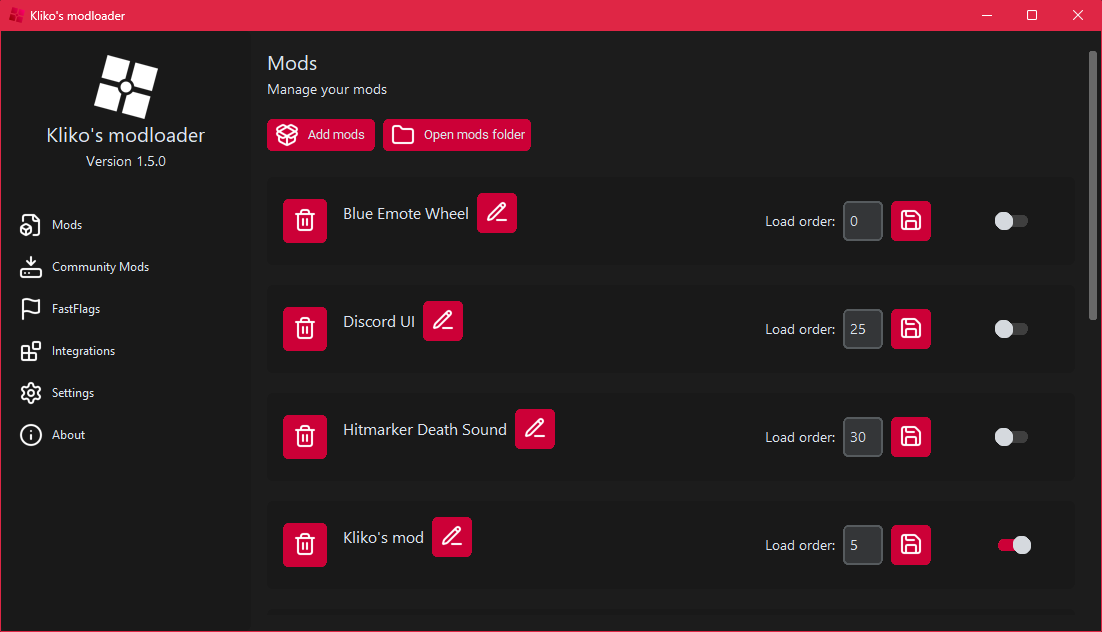 Kliko's modloader
Kliko's modloader
Version 1.5.0
Mods
Community Mods
FastFlags
Integrations
Settings
About
Mods
Manage your mods
Add mods Open mods folder
Blue Emote Wheel Load order: 0
Discord UI Load order: 25
Hitmarker Death Sound Load order: 30
Kliko's mod Load order: 5